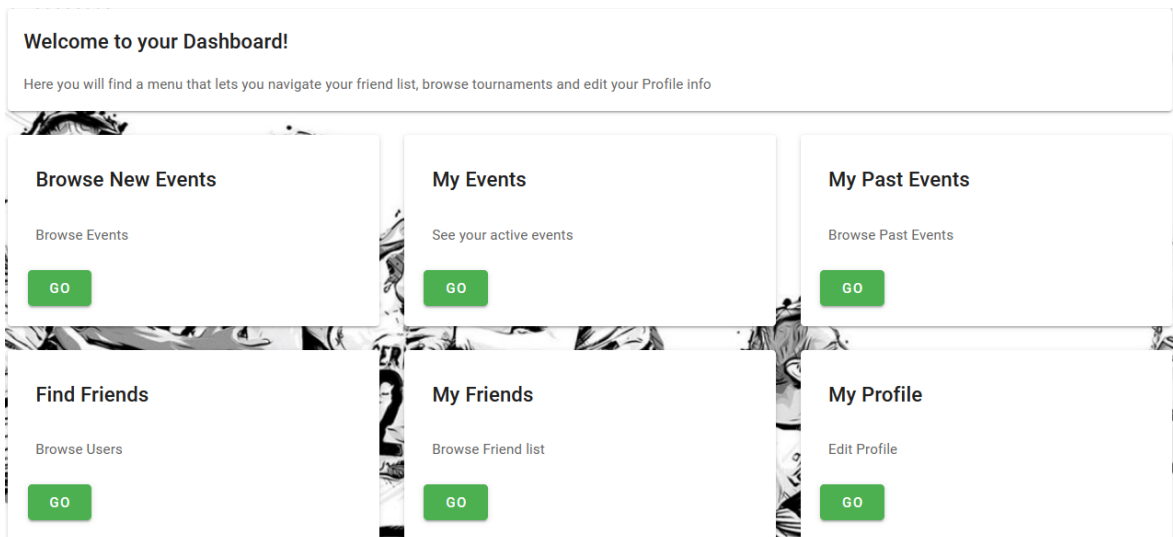 Welcome to your Dashboard!
Here you will find a menu that lets you navigate your friend list, browse tournaments and edit your Profile info
Browse New Events
Browse Events
GO
My Events
See your active events
GO
My Past Events
Browse Past Events
GO
Find Friends
Browse Users
GO
My Friends
Browse Friend list
GO
My Profile
Edit Profile
GO